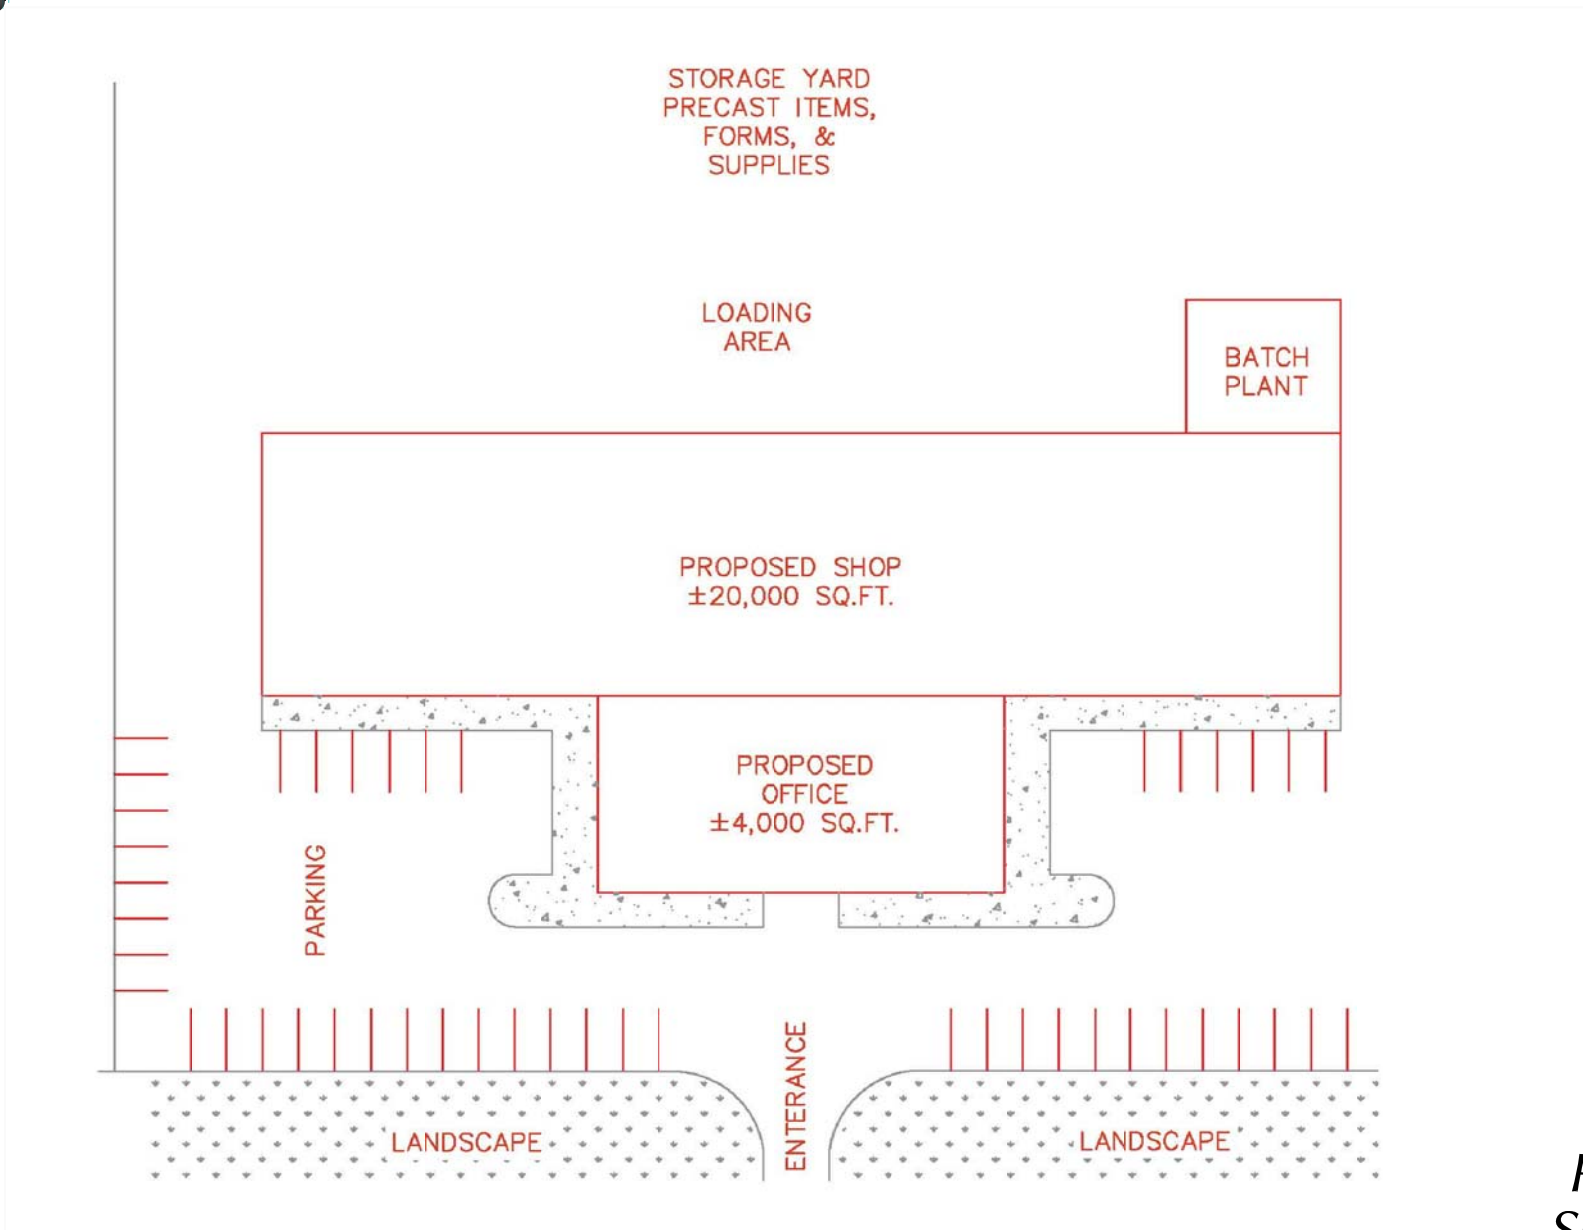 STORAGE YARD
PRECAST ITEMS,
FORMS, &
SUPPLIES
LOADING
AREA
BATCH
PLANT
PROPOSED SHOP
±20,000 SQ.FT.
PROPOSED
OFFICE
±4,000 SQ.FT.
PARKING
ENTERANCE
LANDSCAPE
LANDSCAPE